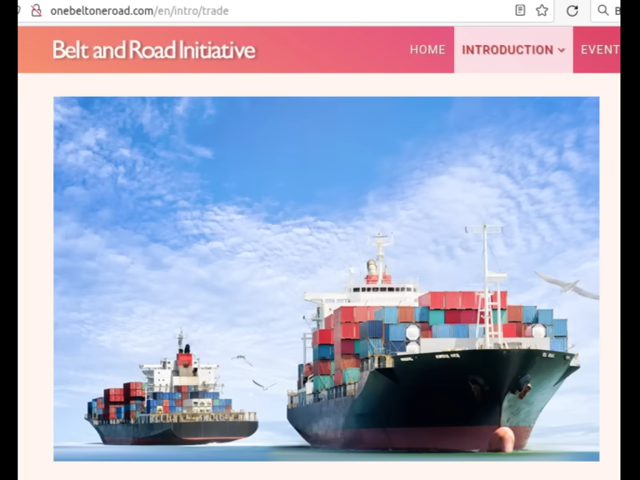 onebeltoneroad.com/en/intro/trade
Belt and Road Initiative
HOME
INTRODUCTION
EVENT